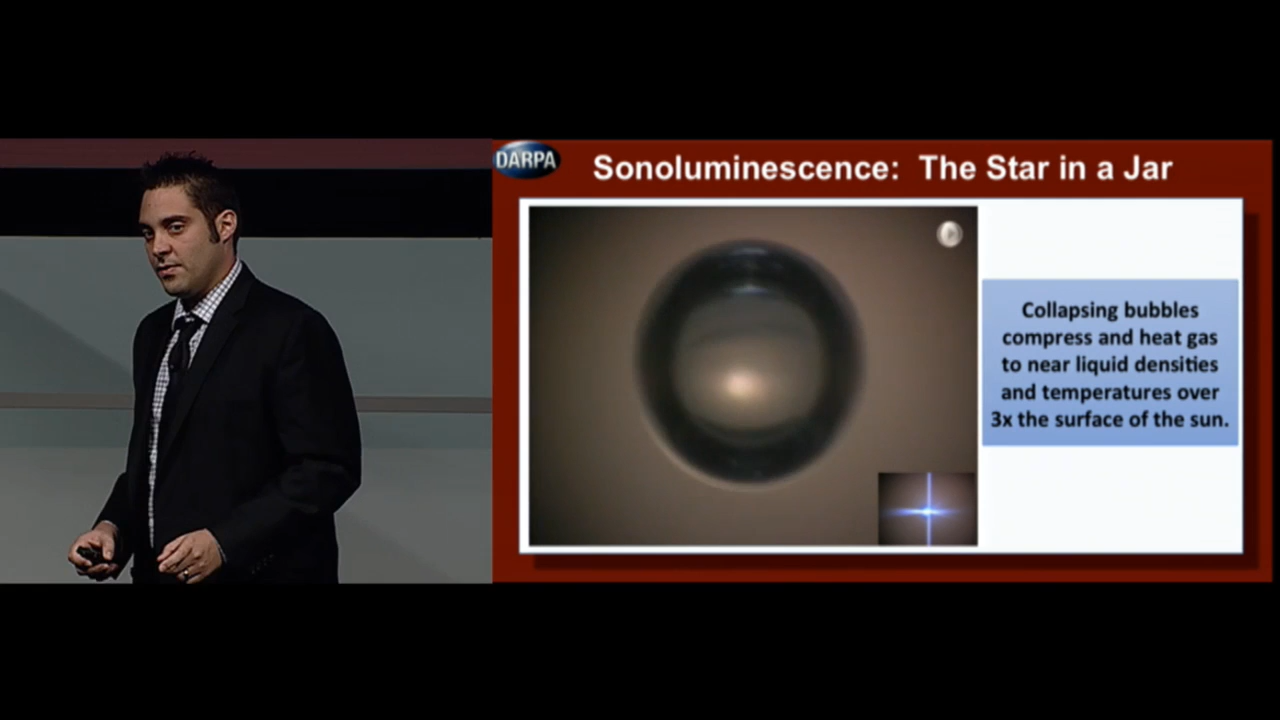 DARPA
Sonoluminescence: The Star in a Jar
Collapsing bubbles
compress and heat gas
to near liquid densities
and temperatures over
3x the surface of the sun.